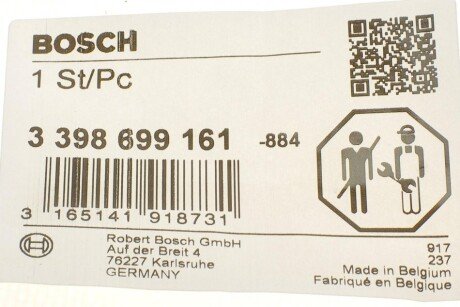 BOSCH
1 St/Pc
3 398 699 161 -884
3 165141 918731
Robert Bosch GmbH
Auf der Breit 4
76227 Karlsruhe
GERMANY
917
237
Made in Belgium
Fabriqué en Belgique